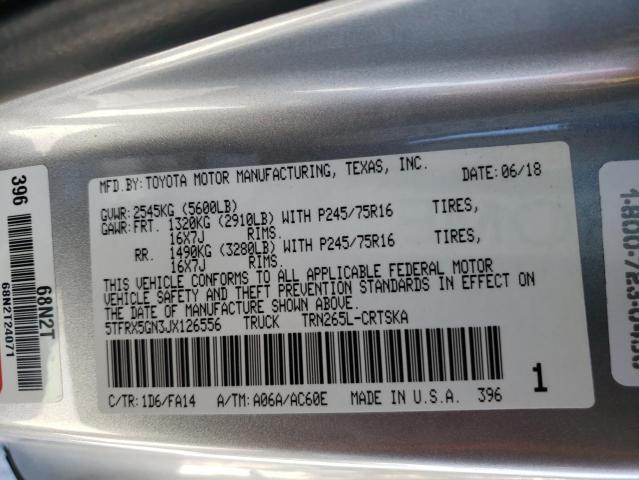 MFD.BY:TOYOTA MOTOR MANUFACTURING, TEXAS, INC.
DATE: 06/18
GVWR:2545KG (5600LB)
GAWR:FRT. 1320KG (2910LB) WITH P245/75R16 TIRES,
16X7J RIMS.
RR. 1490KG (3280LB) WITH P245/75R16 TIRES,
16X7J RIMS.
THIS VEHICLE CONFORMS TO ALL APPLICABLE FEDERAL MOTOR
VEHICLE SAFETY AND THEFT PREVENTION STANDARDS IN EFFECT ON
THE DATE OF MANUFACTURE SHOWN ABOVE.
5TFRX5GN3JX126556 TRUCK TRN265L-CRTSKA
C/TR: 1D6/FA14 A/TM: A06A/AC60E MADE IN U.S.A. 396
1
396
68N2T
68N2T24071